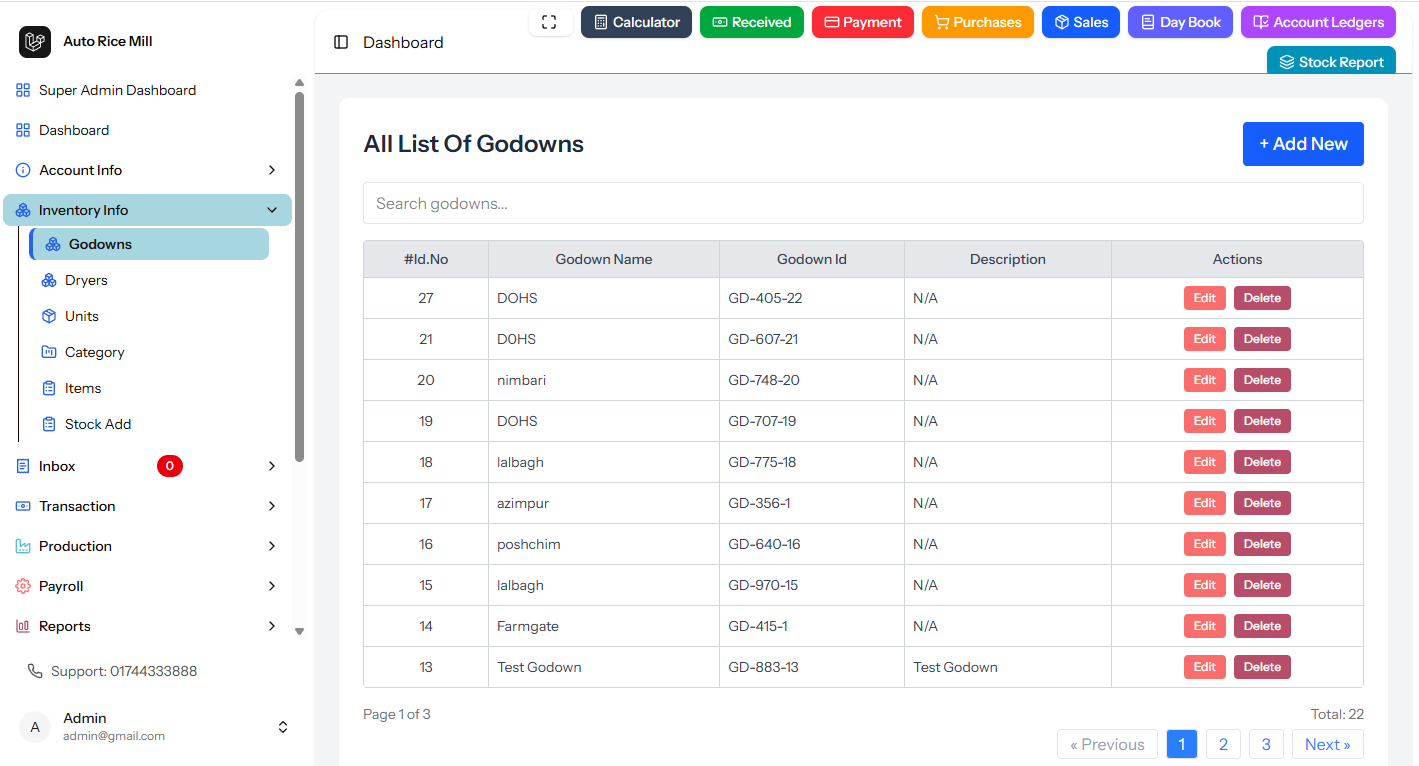 Auto Rice Mill
Super Admin Dashboard
Dashboard
Account Info
Inventory Info
Godowns
Dryers
Units
Category
Items
Stock Add
Inbox 0
Transaction
Production
Payroll
Reports
Support: 01744333888
A Admin
admin@gmail.com
Dashboard
Calculator Received Payment Purchases Sales Day Book Account Ledgers
Stock Report
All List Of Godowns
+ Add New
Search godowns...
#Id.No Godown Name Godown Id Description Actions
27 DOHS GD-405-22 N/A Edit Delete
21 D0HS GD-607-21 N/A Edit Delete
20 nimbari GD-748-20 N/A Edit Delete
19 DOHS GD-707-19 N/A Edit Delete
18 lalbagh GD-775-18 N/A Edit Delete
17 azimpur GD-356-1 N/A Edit Delete
16 poshchim GD-640-16 N/A Edit Delete
15 lalbagh GD-970-15 N/A Edit Delete
14 Farmgate GD-415-1 N/A Edit Delete
13 Test Godown GD-883-13 Test Godown Edit Delete
Page 1 of 3 Total: 22
« Previous 1 2 3 Next »